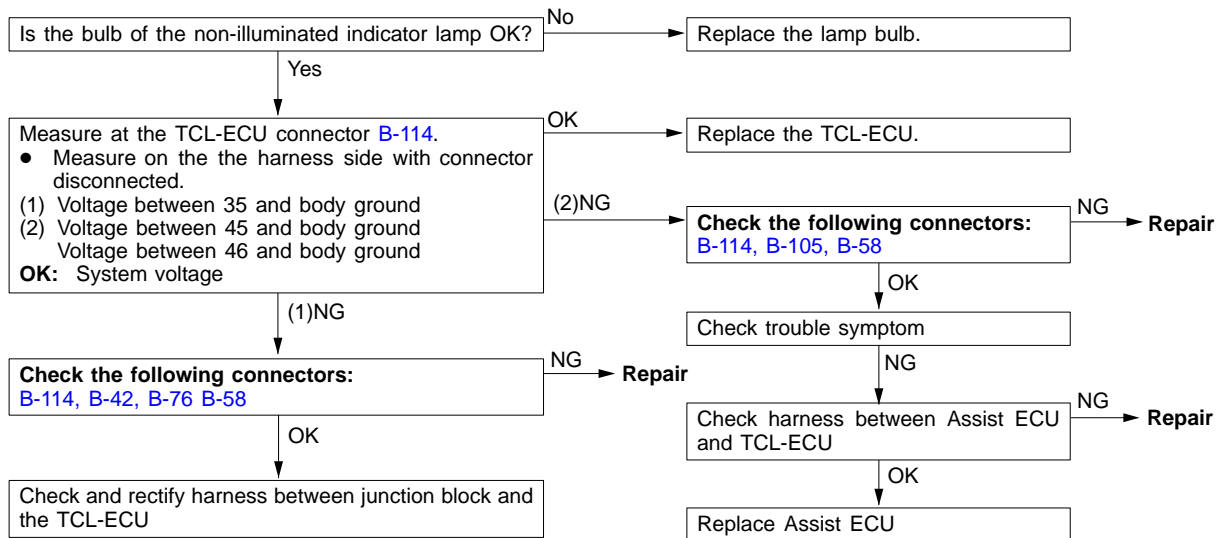 Is the bulb of the non-illuminated indicator lamp OK?
No
Replace the lamp bulb.
Yes
Measure at the TCL-ECU connector B-114.
● Measure on the the harness side with connector
disconnected.
(1) Voltage between 35 and body ground
(2) Voltage between 45 and body ground
Voltage between 46 and body ground
OK: System voltage
OK
Replace the TCL-ECU.
(2)NG
Check the following connectors:
B-114, B-105, B-58
NG
Repair
OK
Check trouble symptom
NG
Check harness between Assist ECU
and TCL-ECU
NG
Repair
OK
Replace Assist ECU
(1)NG
Check the following connectors:
B-114, B-42, B-76 B-58
NG
Repair
OK
Check and rectify harness between junction block and
the TCL-ECU